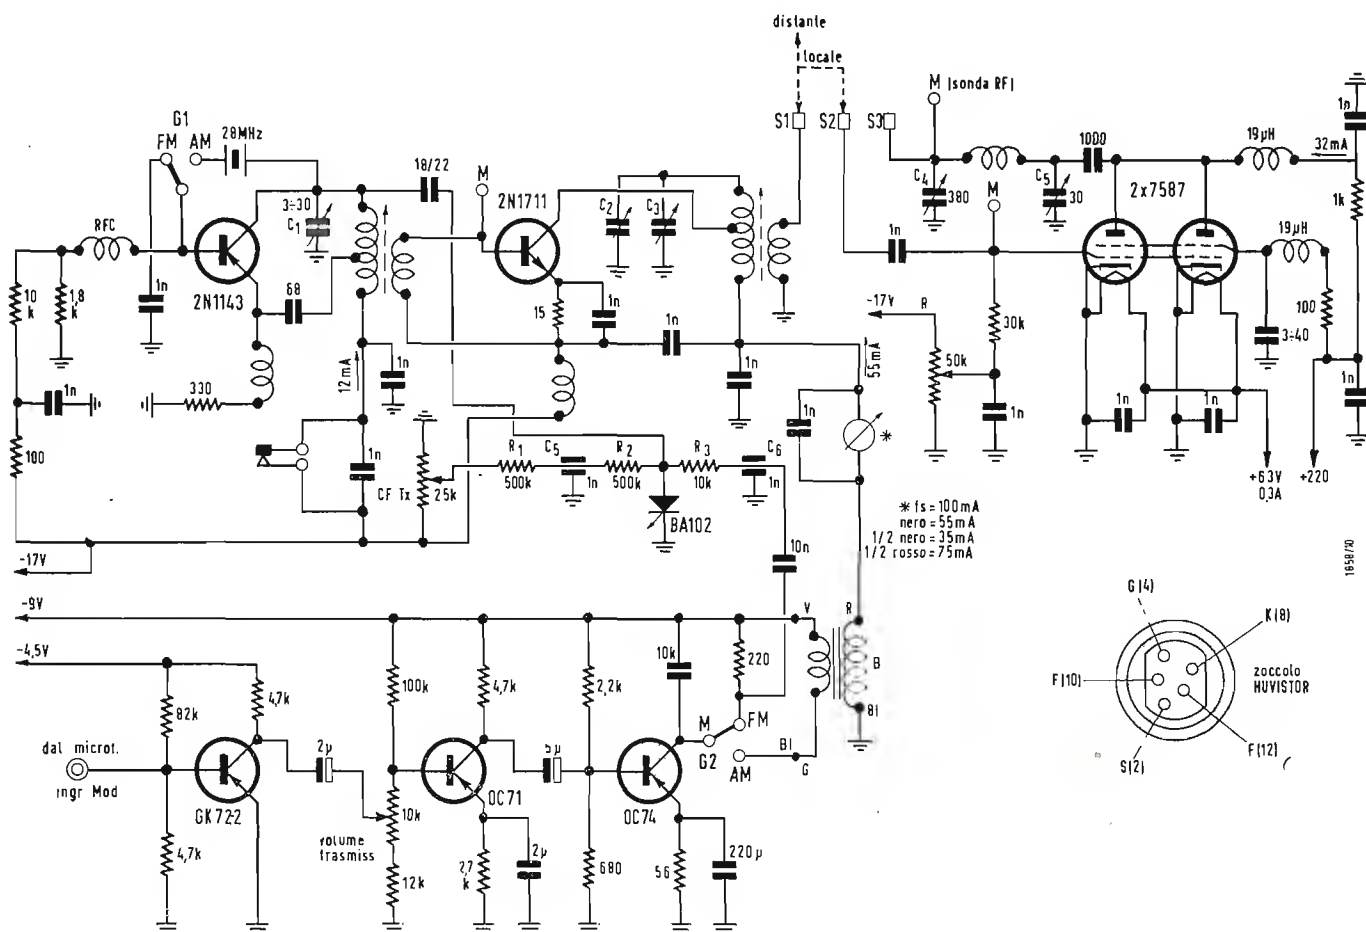 distante
locale
S1
S2
S3
M (sonda RF)
1n
G1
FM
AM
28MHz
3÷30
C1
18/22
M
2N1711
C2
C3
C4
380
C5
30
1000
2x7587
19µH
32mA
1k
M
RFC
2N1143
10
k
1,8
k
1n
68
15
1n
1n
1n
-17V
R
30k
50k
1n
19µH
100
3÷40
1n
1n
1n
330
1n
12mA
1n
55mA
1n
*
100
1n
CF Tx
25k
R1
500k
C5
1n
R2
500k
R3
10k
C6
1n
BA102
10n
+6,3V
0,3A
+220
* fs = 100mA
nero = 55mA
1/2 nero = 35mA
1/2 rosso = 75mA
-17V
-9V
-4,5V
V
R
B
BI
1658/10
G(4)
K(8)
F(10)
F(12)
S(2)
zoccolo
NUVISTOR
82k
4,7k
100k
4,7k
2,2k
10k
220
M
FM
G2
AM
BI
G
dal microf.
ingr Mod
GK72-2
2µ
OC71
5µ
OC74
volume
trasmiss
10k
4,7k
12k
2,7
k
2µ
680
56
220µ